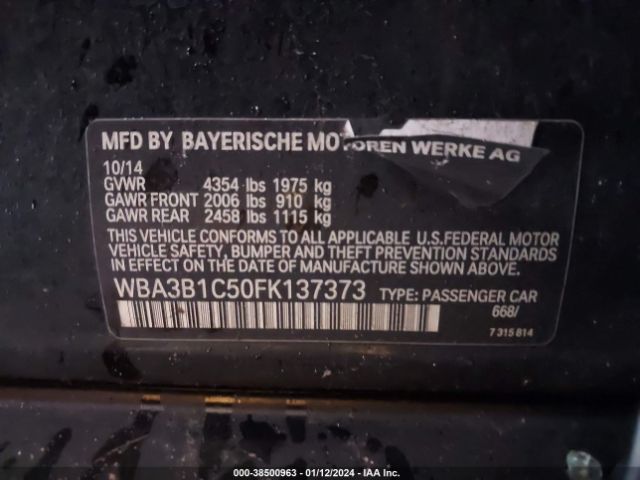 MFD BY BAYERISCHE MOTOREN WERKE AG
10/14
GVWR 4354 lbs 1975 kg
GAWR FRONT 2006 lbs 910 kg
GAWR REAR 2458 lbs 1115 kg
THIS VEHICLE CONFORMS TO ALL APPLICABLE U.S.FEDERAL MOTOR
VEHICLE SAFETY, BUMPER AND THEFT PREVENTION STANDARDS
IN EFFECT ON THE DATE OF MANUFACTURE SHOWN ABOVE.
WBA3B1C50FK137373 TYPE: PASSENGER CAR
668/
7 315 814
000-38500963 - 01/12/2024 - IAA Inc.